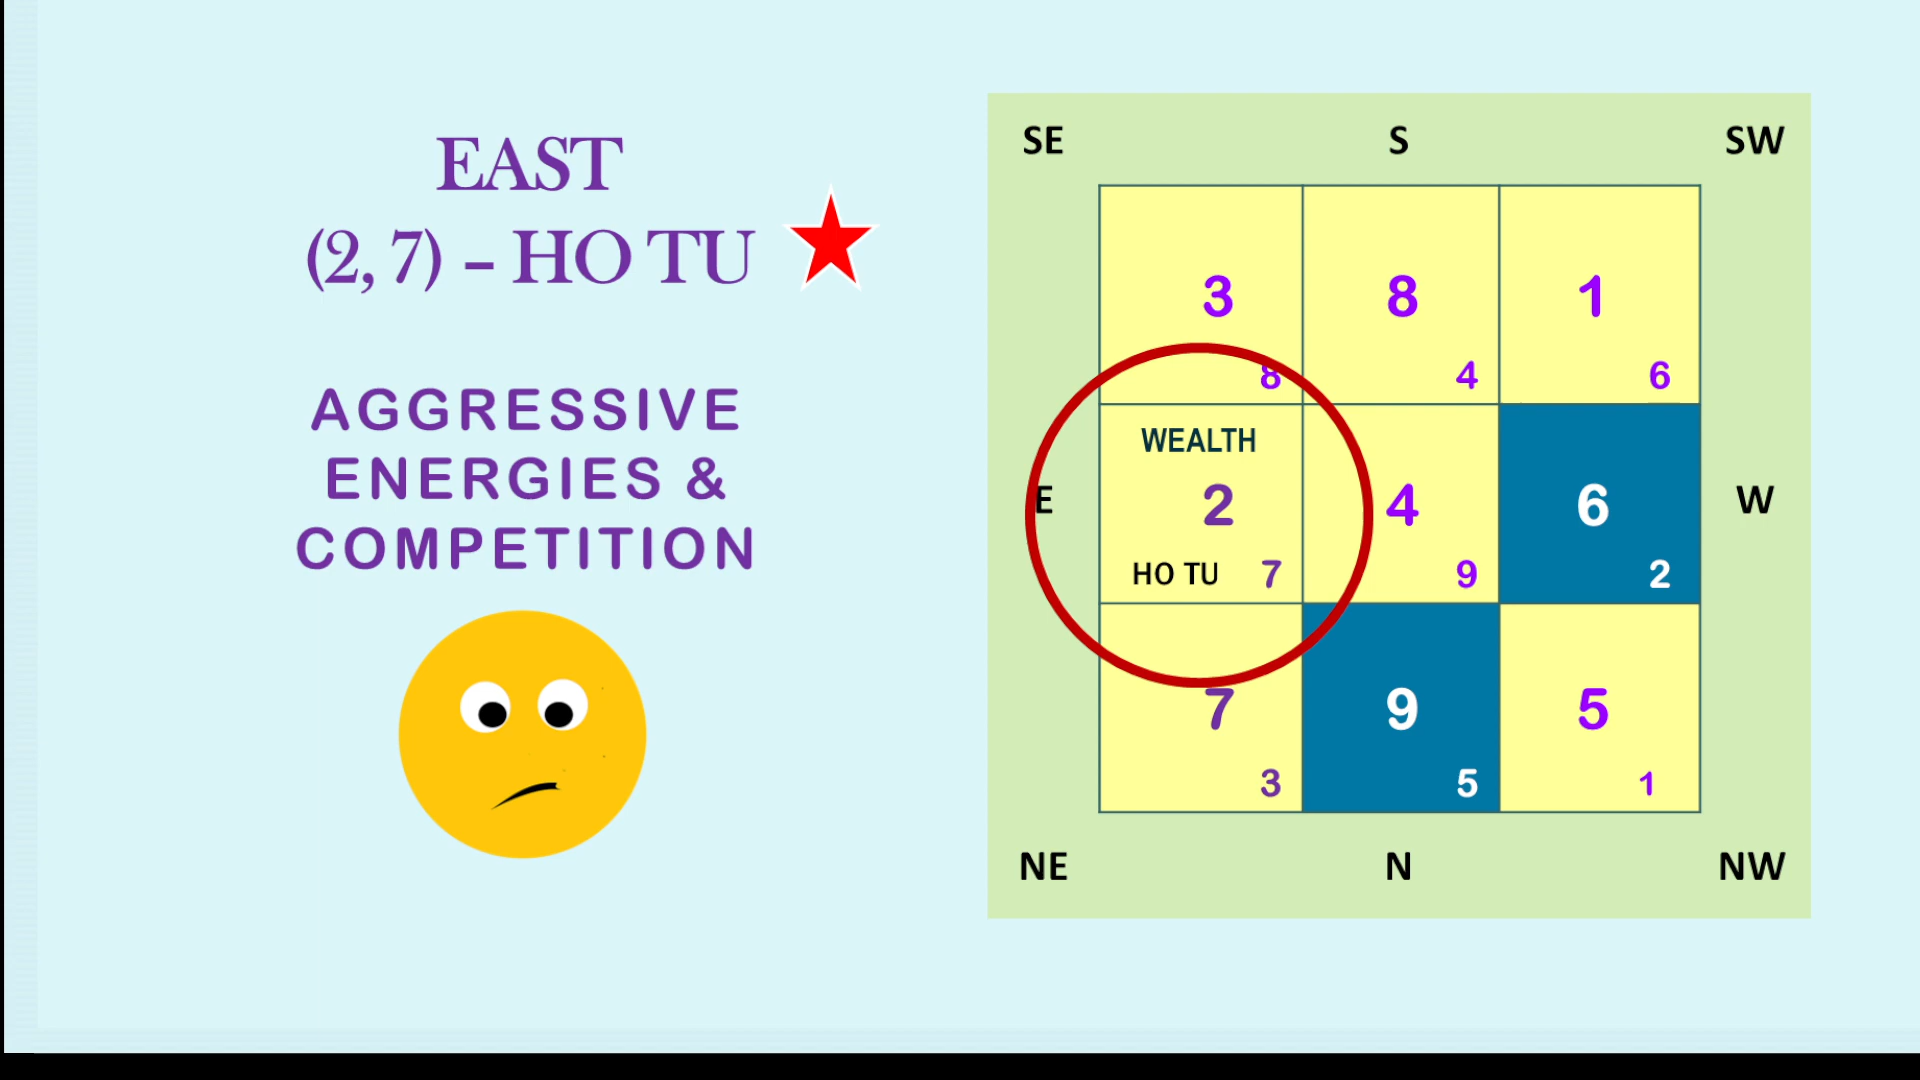 EAST
(2, 7) – HO TU
AGGRESSIVE
ENERGIES &
COMPETITION
SE S SW
3 8 1
8 4 6
WEALTH
E 2 4 6 W
HO TU 7 9 2
7 9 5
3 5 1
NE N NW